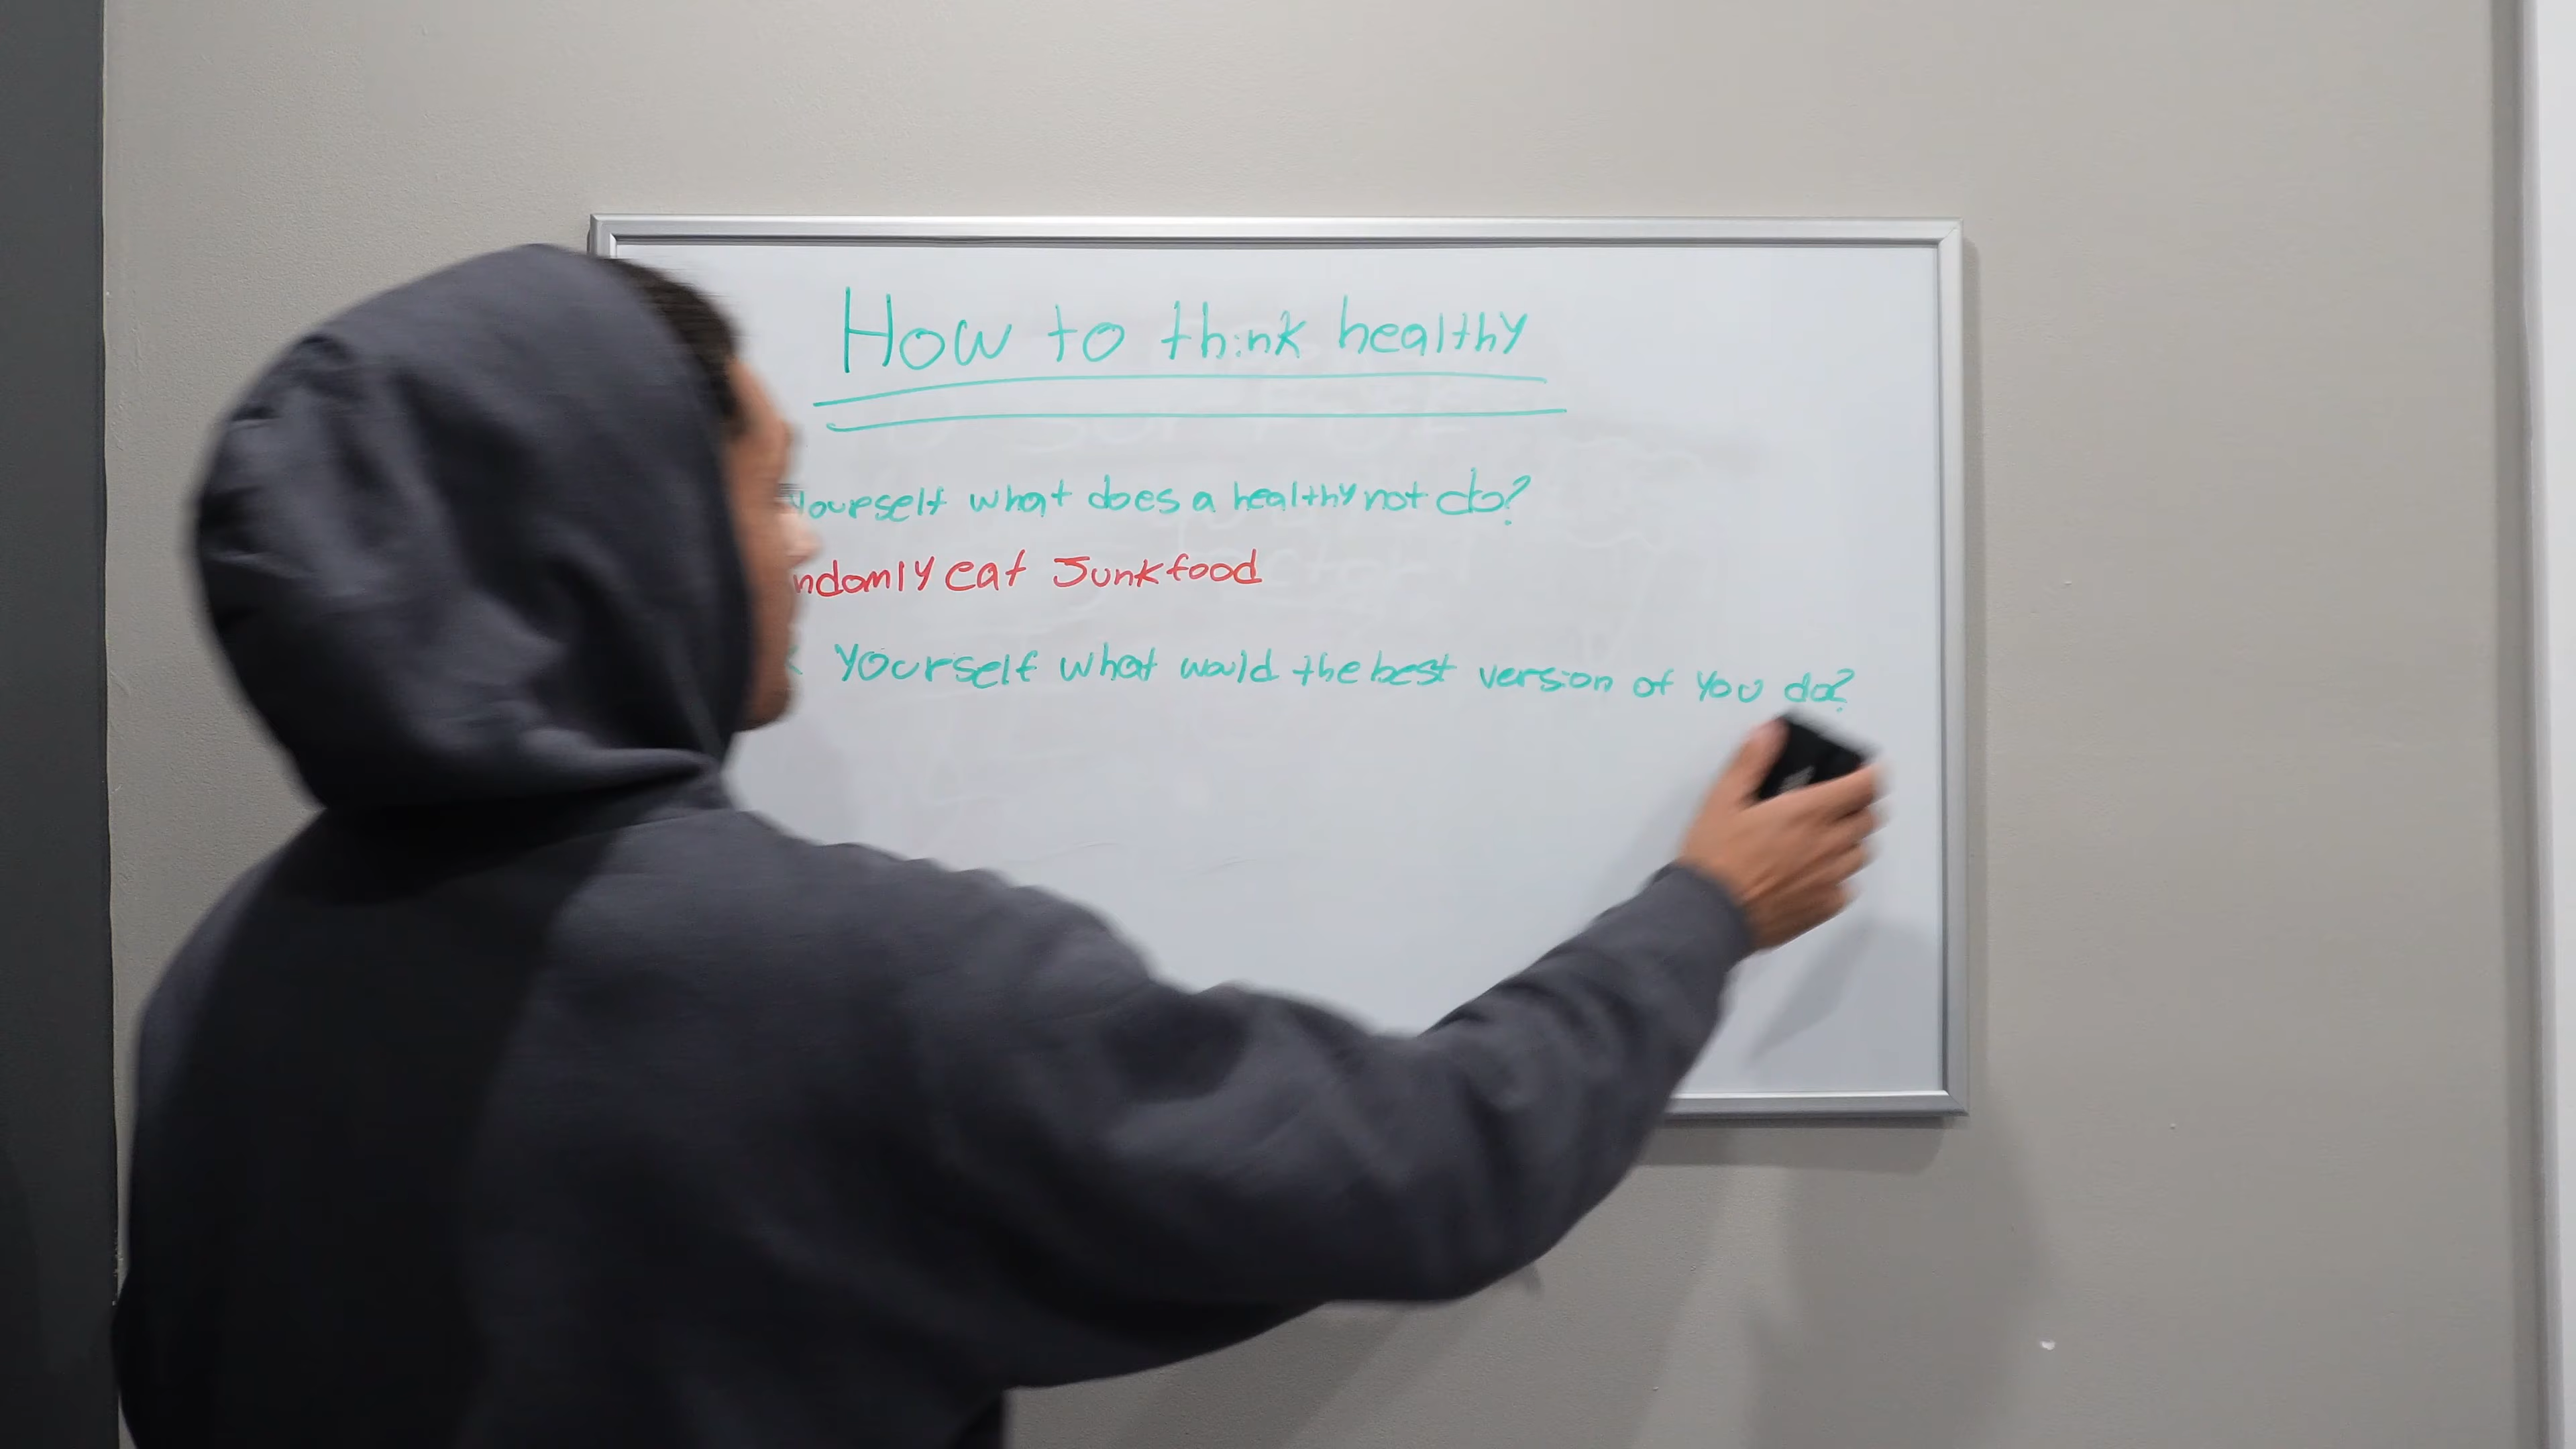 How to think healthy
Yourself what does a healthy not do?
ndomly eat Junkfood
Yourself what would the best version of you do?